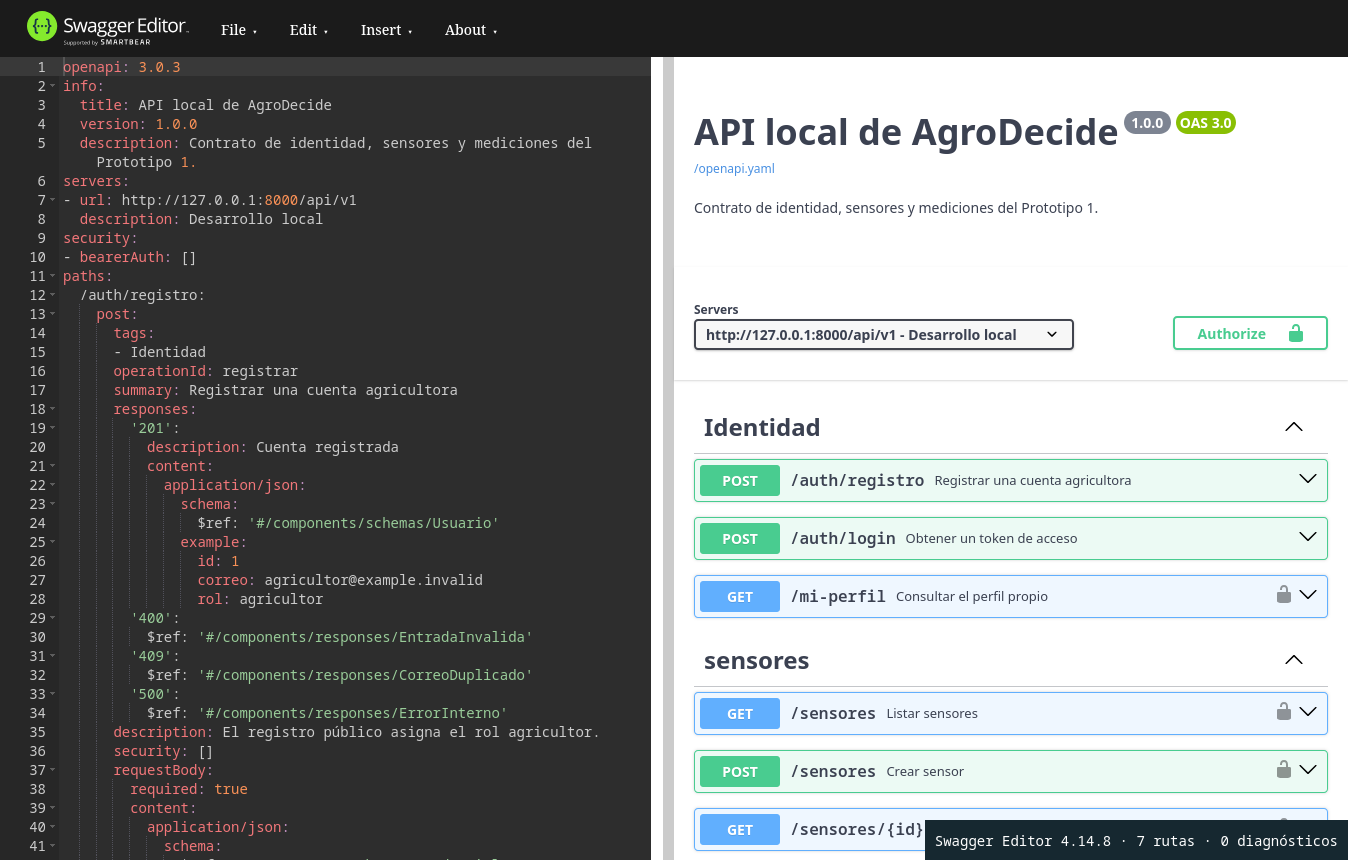 Swagger Editor
Supported by SMARTBEAR
File Edit Insert About
1 openapi: 3.0.3
2 info:
3 title: API local de AgroDecide
4 version: 1.0.0
5 description: Contrato de identidad, sensores y mediciones del
Prototipo 1.
6 servers:
7 - url: http://127.0.0.1:8000/api/v1
8 description: Desarrollo local
9 security:
10 - bearerAuth: []
11 paths:
12 /auth/registro:
13 post:
14 tags:
15 - Identidad
16 operationId: registrar
17 summary: Registrar una cuenta agricultora
18 responses:
19 '201':
20 description: Cuenta registrada
21 content:
22 application/json:
23 schema:
24 $ref: '#/components/schemas/Usuario'
25 example:
26 id: 1
27 correo: agricultor@example.invalid
28 rol: agricultor
29 '400':
30 $ref: '#/components/responses/EntradaInvalida'
31 '409':
32 $ref: '#/components/responses/CorreoDuplicado'
33 '500':
34 $ref: '#/components/responses/ErrorInterno'
35 description: El registro público asigna el rol agricultor.
36 security: []
37 requestBody:
38 required: true
39 content:
40 application/json:
41 schema:
API local de AgroDecide 1.0.0 OAS 3.0
/openapi.yaml
Contrato de identidad, sensores y mediciones del Prototipo 1.
Servers
http://127.0.0.1:8000/api/v1 - Desarrollo local
Authorize
Identidad
POST /auth/registro Registrar una cuenta agricultora
POST /auth/login Obtener un token de acceso
GET /mi-perfil Consultar el perfil propio
sensores
GET /sensores Listar sensores
POST /sensores Crear sensor
GET /sensores/{id}
Swagger Editor 4.14.8 · 7 rutas · 0 diagnósticos